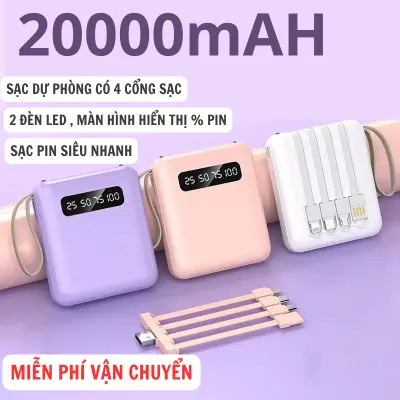 20000mAH
SẠC DỰ PHÒNG CÓ 4 CỔNG SẠC
2 ĐÈN LED , MÀN HÌNH HIỂN THỊ % PIN
SẠC PIN SIÊU NHANH
25 50 75 100
25 50 75 100
MIỄN PHÍ VẬN CHUYỂN